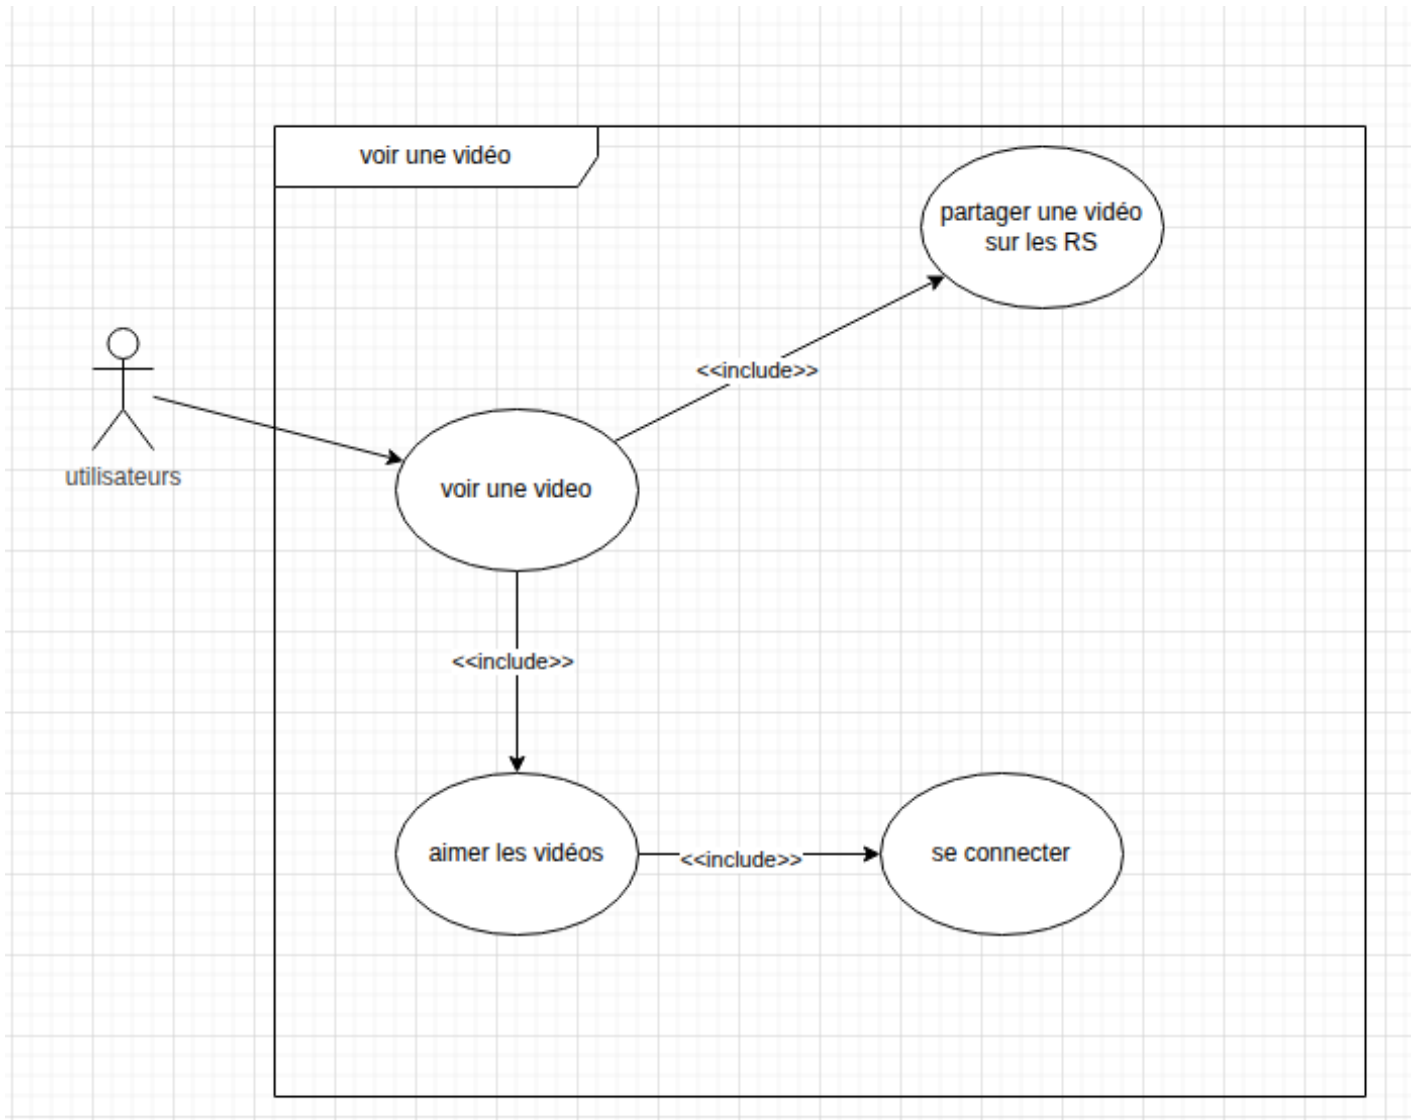 voir une vidéo
partager une vidéo
sur les RS
<<include>>
utilisateurs
voir une video
<<include>>
aimer les vidéos
<<include>>
se connecter